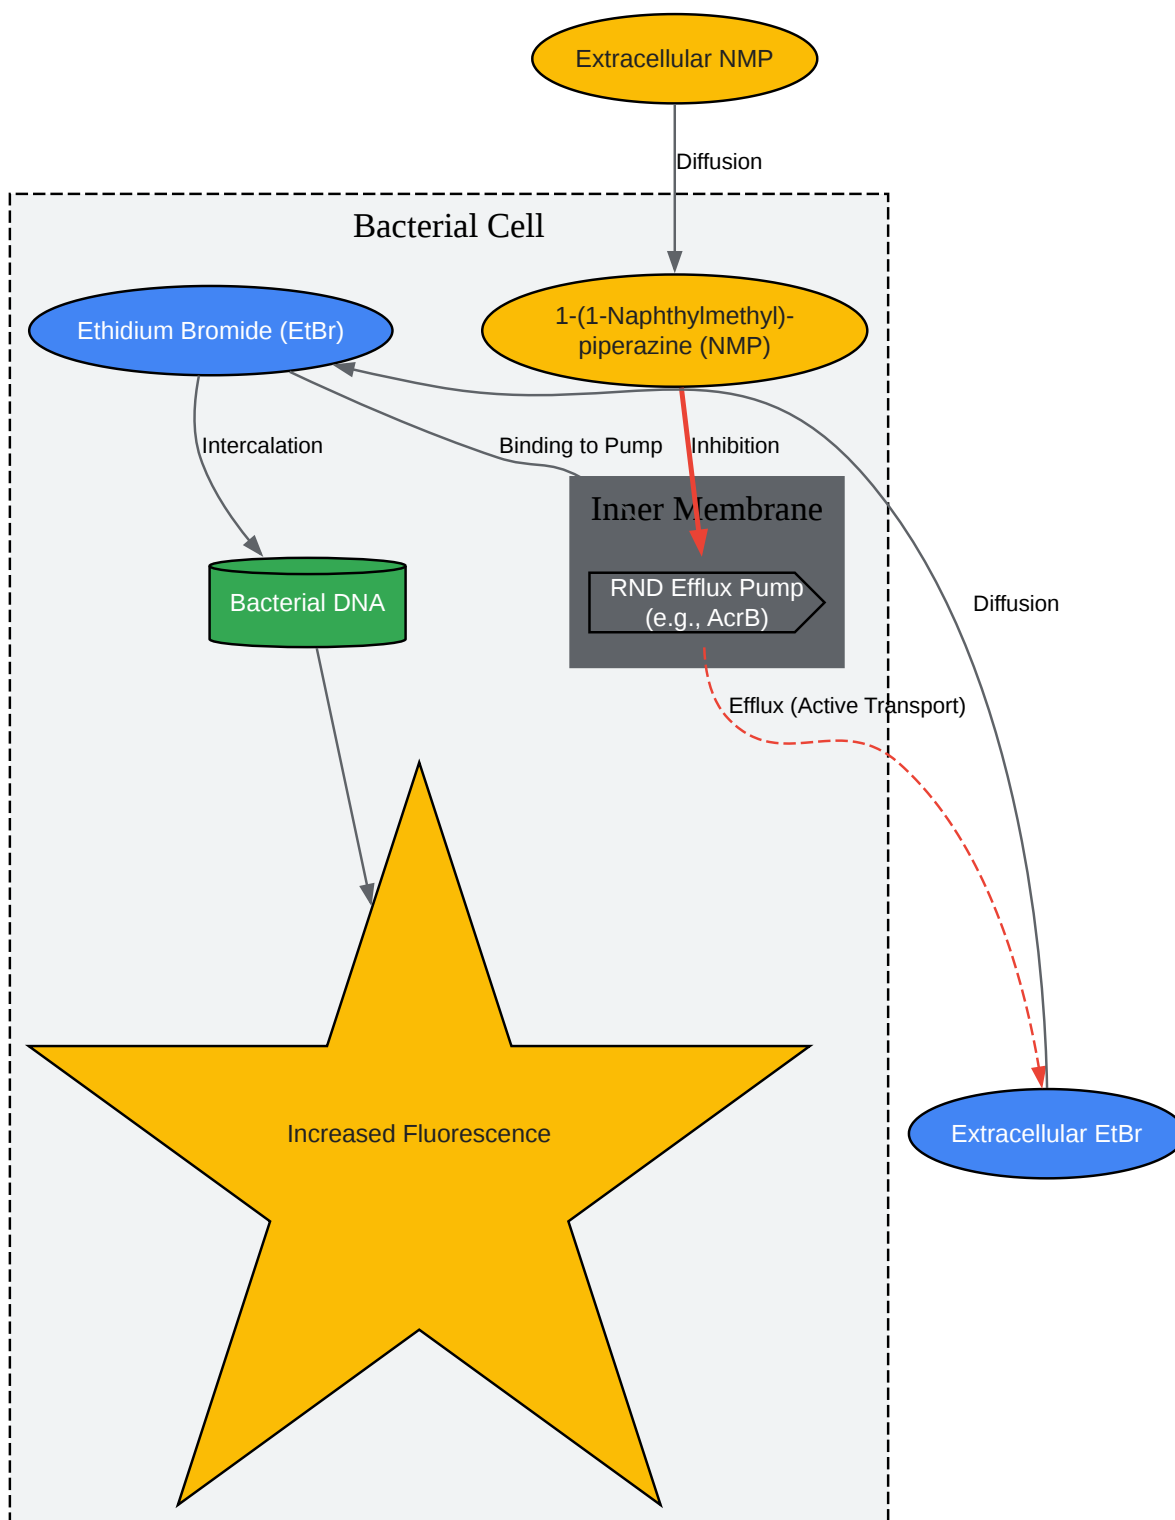 Extracellular NMP
Diffusion
Bacterial Cell
Ethidium Bromide (EtBr)
1-(1-Naphthylmethyl)-
piperazine (NMP)
Intercalation
Binding to Pump
Inhibition
Inner Membrane
RND Efflux Pump
(e.g., AcrB)
Bacterial DNA
Diffusion
Efflux (Active Transport)
Increased Fluorescence
Extracellular EtBr